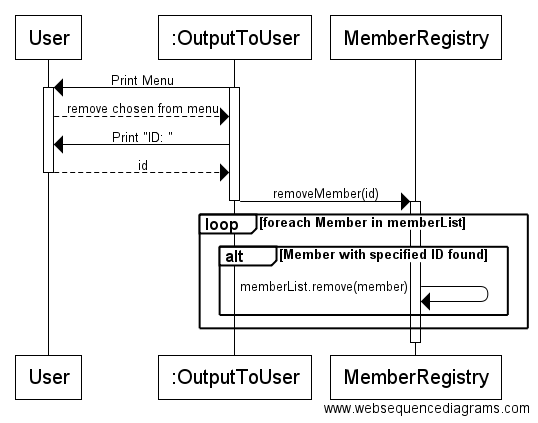 User :OutputToUser MemberRegistry
Print Menu
remove chosen from menu
Print "ID: "
id
removeMember(id)
loop [foreach Member in memberList]
alt [Member with specified ID found]
memberList.remove(member)
User :OutputToUser MemberRegistry
www.websequencediagrams.com